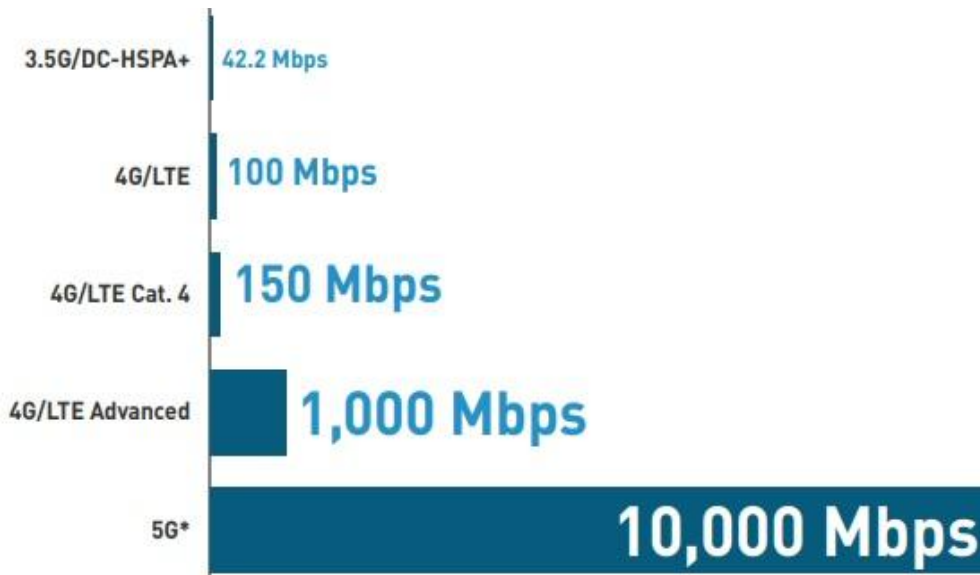 3.5G/DC-HSPA+ 42.2 Mbps
4G/LTE 100 Mbps
4G/LTE Cat. 4 150 Mbps
4G/LTE Advanced 1,000 Mbps
5G* 10,000 Mbps